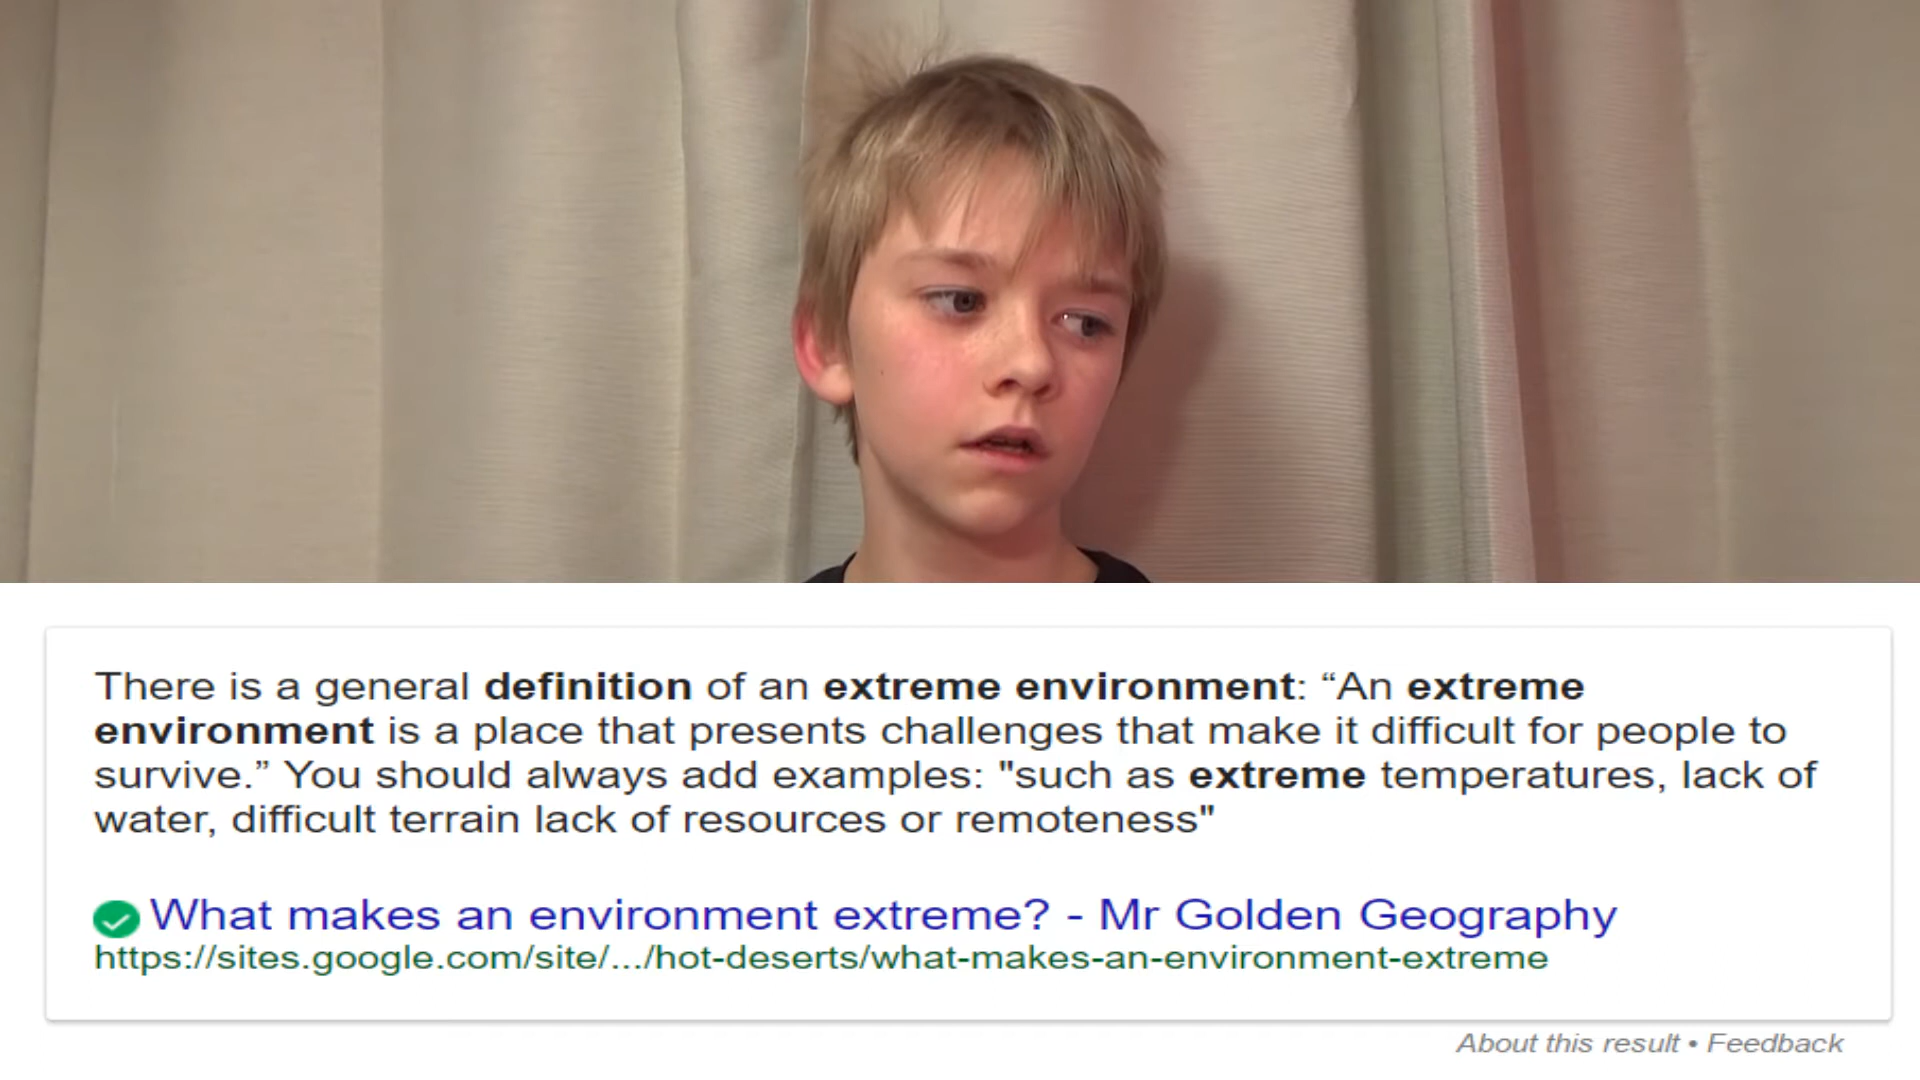 There is a general definition of an extreme environment: “An extreme
environment is a place that presents challenges that make it difficult for people to
survive.” You should always add examples: "such as extreme temperatures, lack of
water, difficult terrain lack of resources or remoteness"
What makes an environment extreme? - Mr Golden Geography
https://sites.google.com/site/.../hot-deserts/what-makes-an-environment-extreme
About this result • Feedback